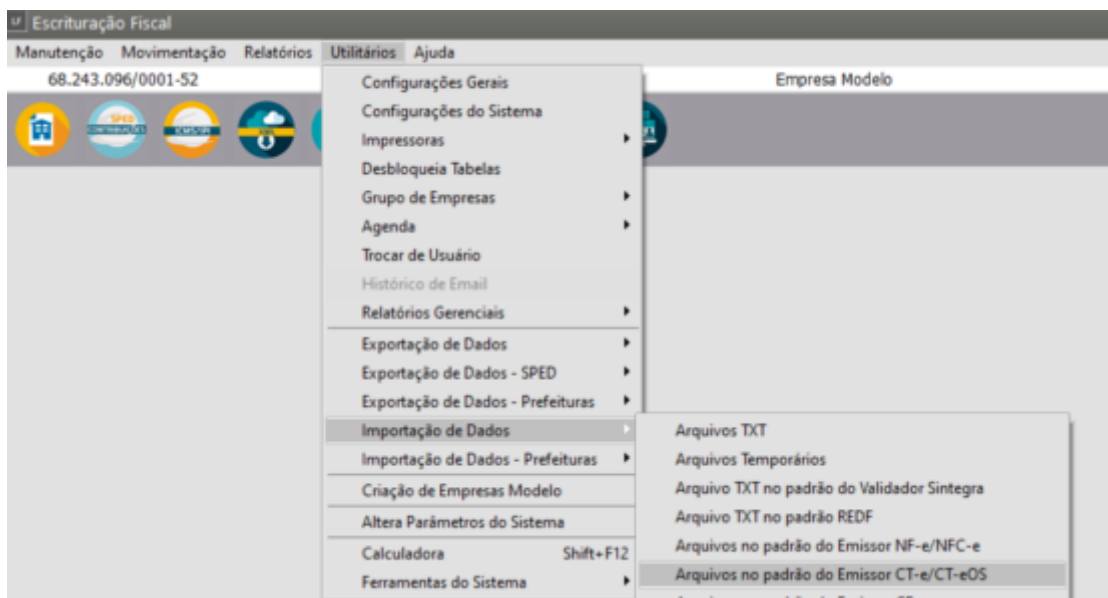 Escrituração Fiscal
Manutenção Movimentação Relatórios Utilitários Ajuda
68.243.096/0001-52 Empresa Modelo
SPED CONTRIBUIÇÕES ICMS/IPI
Configurações Gerais
Configurações do Sistema
Impressoras
Desbloqueia Tabelas
Grupo de Empresas
Agenda
Trocar de Usuário
Histórico de Email
Relatórios Gerenciais
Exportação de Dados
Exportação de Dados - SPED
Exportação de Dados - Prefeituras
Importação de Dados
Importação de Dados - Prefeituras
Criação de Empresas Modelo
Altera Parâmetros do Sistema
Calculadora Shift+F12
Ferramentas do Sistema
Arquivos TXT
Arquivos Temporários
Arquivo TXT no padrão do Validador Sintegra
Arquivo TXT no padrão REDF
Arquivos no padrão do Emissor NF-e/NFC-e
Arquivos no padrão do Emissor CT-e/CT-eOS